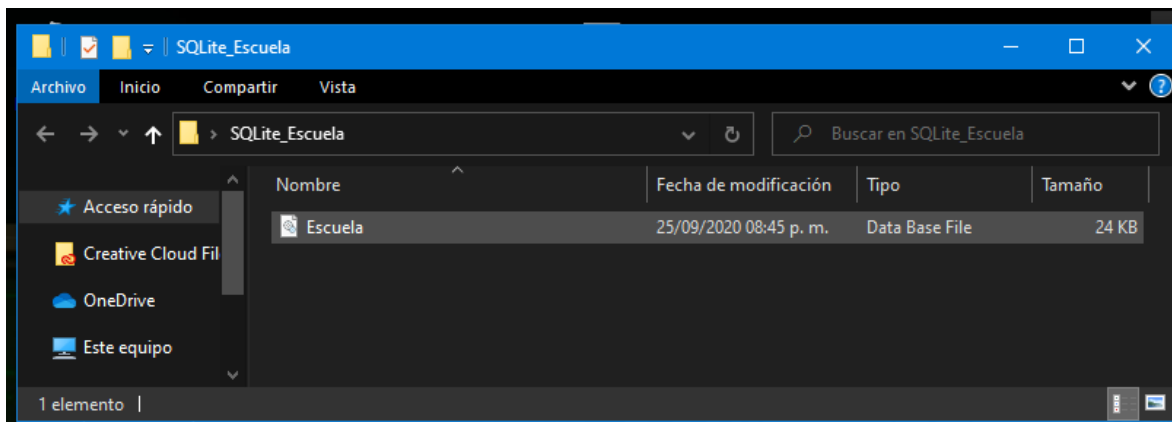 SQLite_Escuela
Archivo Inicio Compartir Vista
SQLite_Escuela Buscar en SQLite_Escuela
Nombre Fecha de modificación Tipo Tamaño
Acceso rápido
Escuela 25/09/2020 08:45 p. m. Data Base File 24 KB
Creative Cloud Fil
OneDrive
Este equipo
1 elemento